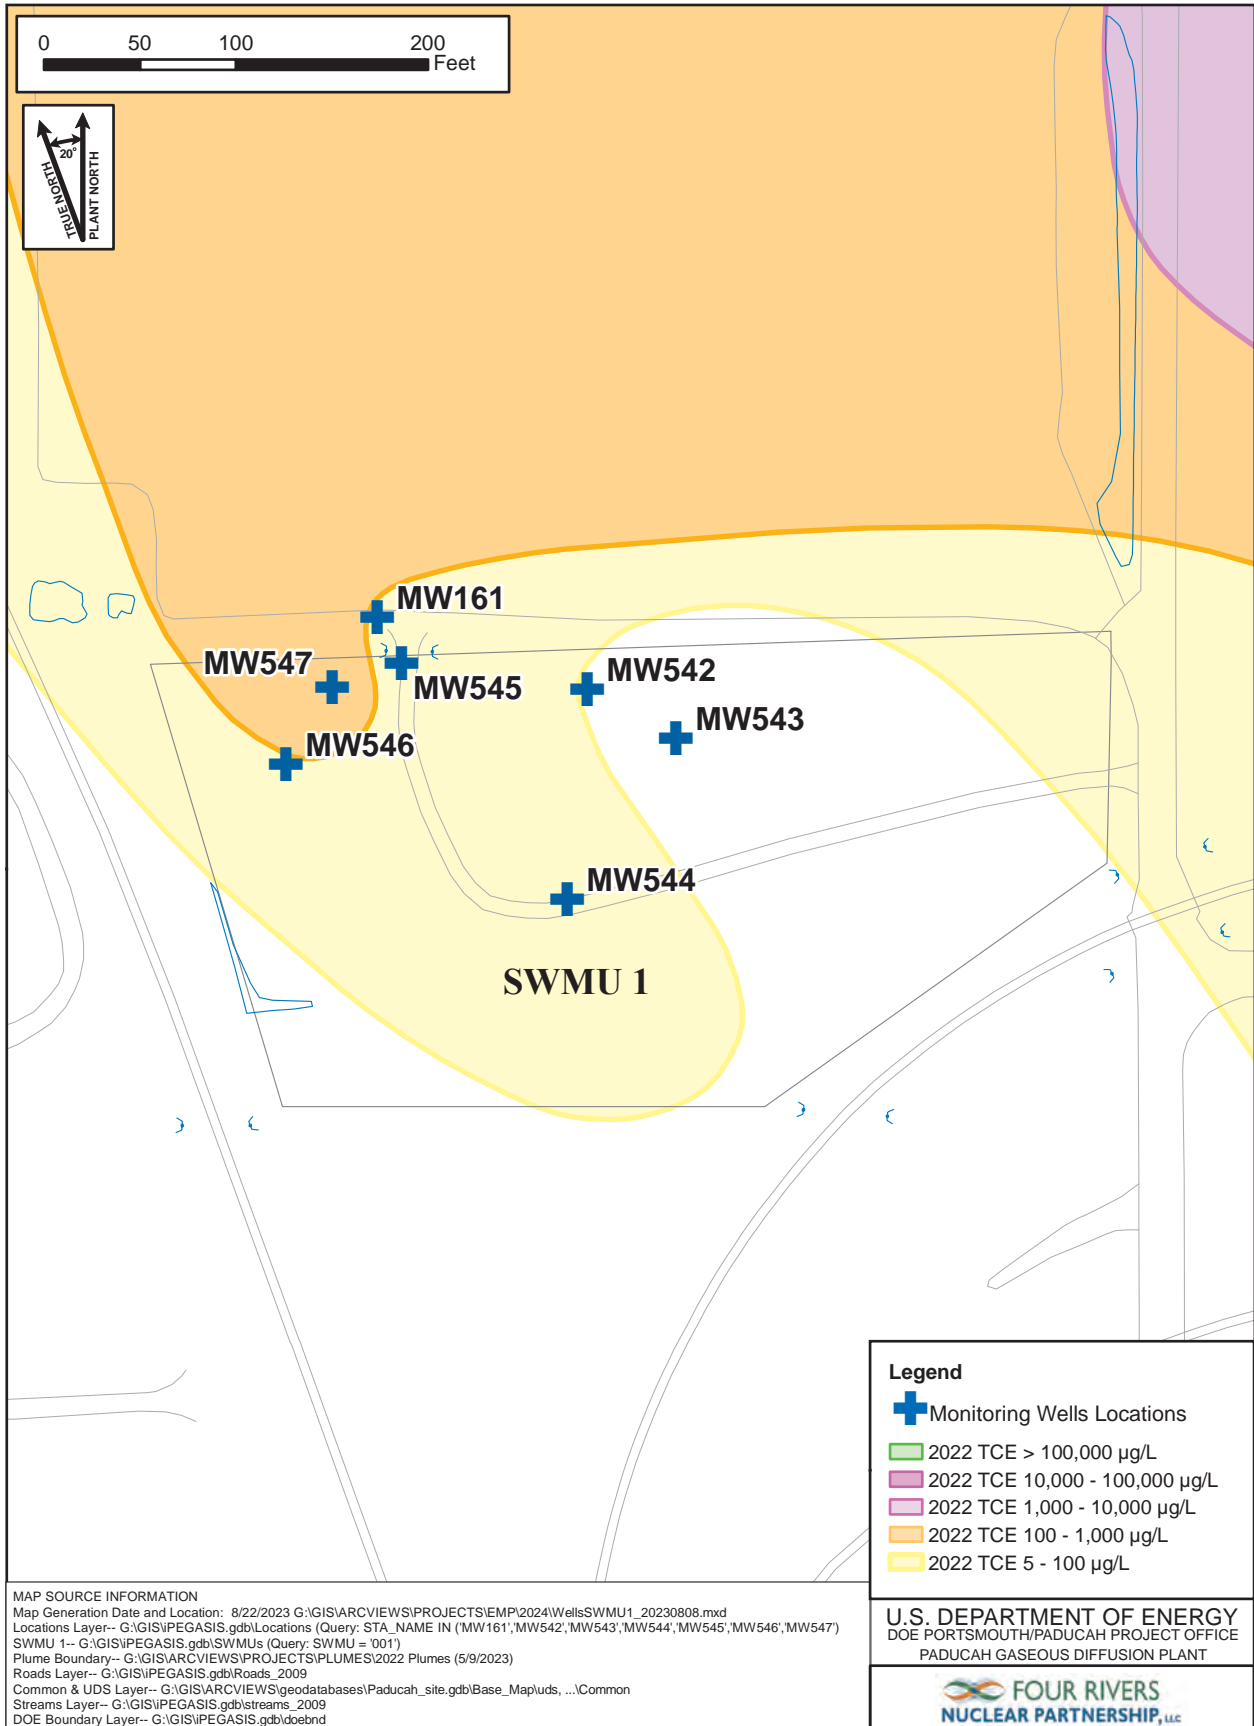 0 50 100 200
Feet
20°
TRUE NORTH
PLANT NORTH
MW161
MW547
MW545
MW542
MW543
MW546
MW544
SWMU 1
Legend
Monitoring Wells Locations
2022 TCE > 100,000 µg/L
2022 TCE 10,000 - 100,000 µg/L
2022 TCE 1,000 - 10,000 µg/L
2022 TCE 100 - 1,000 µg/L
2022 TCE 5 - 100 µg/L
MAP SOURCE INFORMATION
Map Generation Date and Location: 8/22/2023 G:\GIS\ARCVIEWS\PROJECTS\EMP\2024\WellsSWMU1_20230808.mxd
Locations Layer-- G:\GIS\iPEGASIS.gdb\Locations (Query: STA_NAME IN ('MW161','MW542','MW543','MW544','MW545','MW546','MW547')
SWMU 1-- G:\GIS\iPEGASIS.gdb\SWMUs (Query: SWMU = '001')
Plume Boundary-- G:\GIS\ARCVIEWS\PROJECTS\PLUMES\2022 Plumes (5/9/2023)
Roads Layer-- G:\GIS\iPEGASIS.gdb\Roads_2009
Common & UDS Layer-- G:\GIS\ARCVIEWS\geodatabases\Paducah_site.gdb\Base_Map\uds, ...\Common
Streams Layer-- G:\GIS\iPEGASIS.gdb\streams_2009
DOE Boundary Layer-- G:\GIS\iPEGASIS.gdb\doebnd
U.S. DEPARTMENT OF ENERGY
DOE PORTSMOUTH/PADUCAH PROJECT OFFICE
PADUCAH GASEOUS DIFFUSION PLANT
FOUR RIVERS
NUCLEAR PARTNERSHIP, LLC